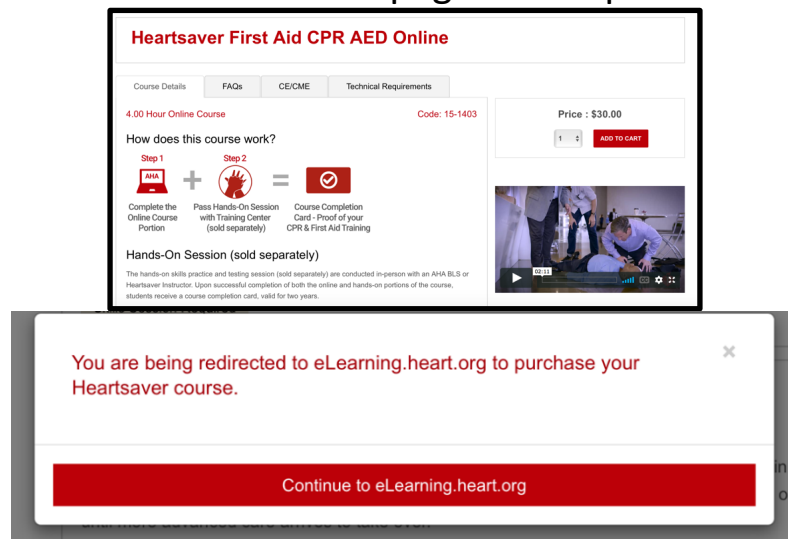 Heartsaver First Aid CPR AED Online
Course Details FAQs CE/CME Technical Requirements
4.00 Hour Online Course Code: 15-1403
How does this course work?
Step 1 Step 2
AHA
Complete the Online Course Portion
Pass Hands-On Session with Training Center (sold separately)
Course Completion Card - Proof of your CPR & First Aid Training
Hands-On Session (sold separately)
The hands-on skills practice and testing session (sold separately) are conducted in-person with an AHA BLS or
Heartsaver Instructor. Upon successful completion of both the online and hands-on portions of the course,
students receive a course completion card, valid for two years.
Price : $30.00
1 ADD TO CART
02:11
You are being redirected to eLearning.heart.org to purchase your
Heartsaver course.
×
Continue to eLearning.heart.org
in